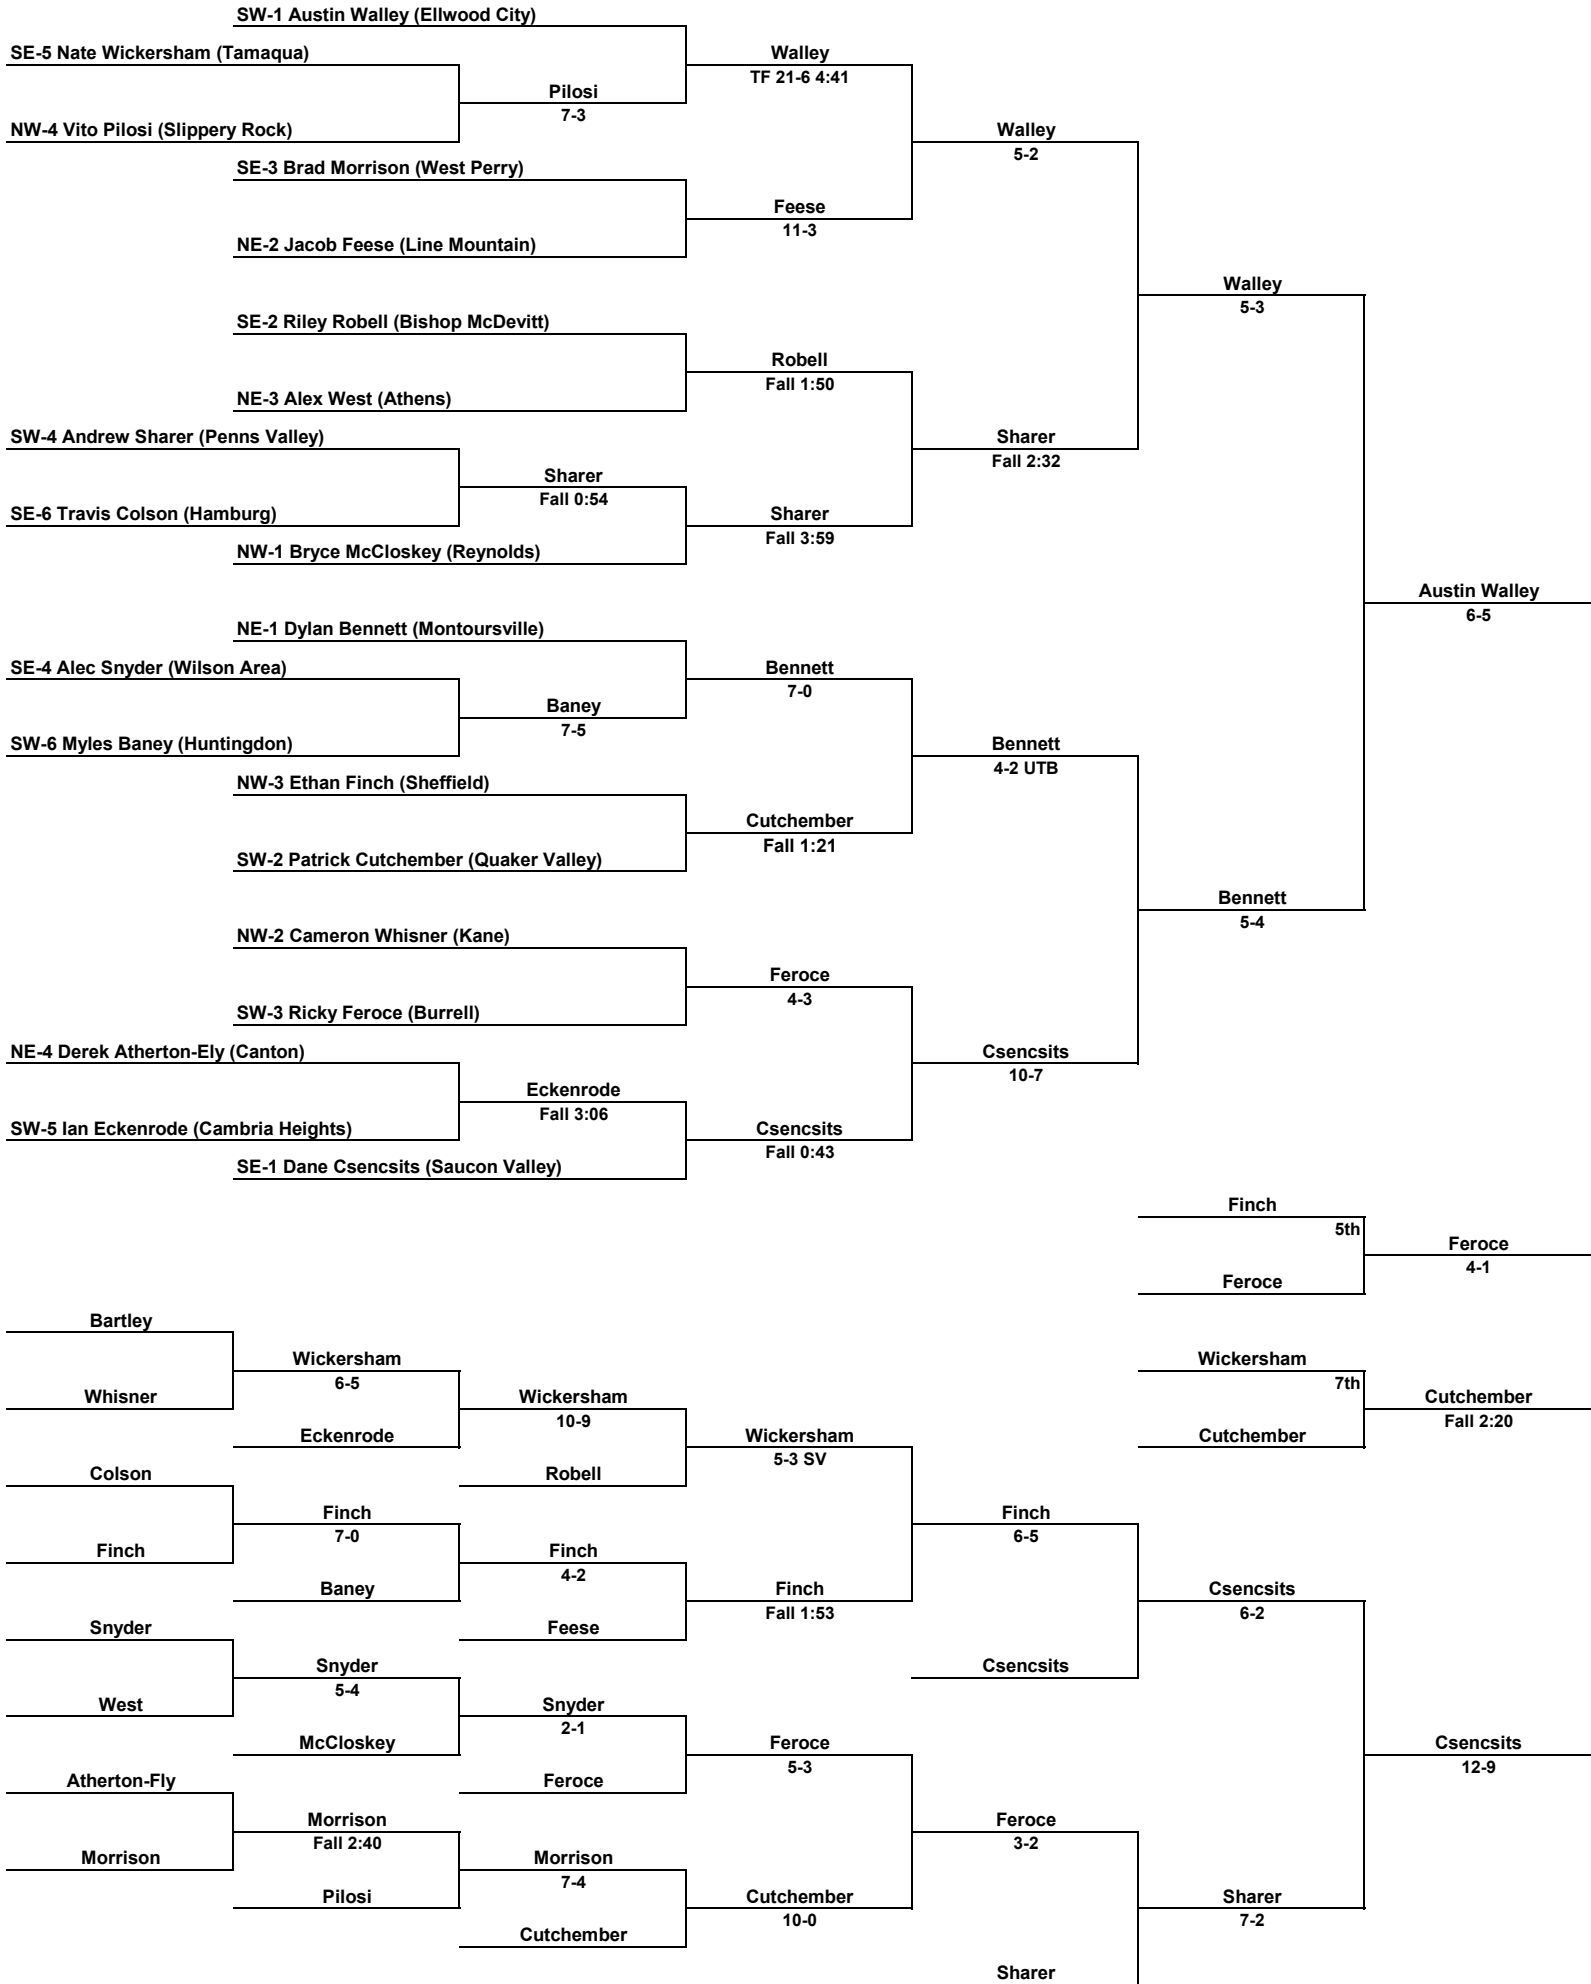 SW-1 Austin Walley (Ellwood City)
SE-5 Nate Wickersham (Tamaqua)
Walley
TF 21-6 4:41
Pilosi
7-3
NW-4 Vito Pilosi (Slippery Rock)
Walley
5-2
SE-3 Brad Morrison (West Perry)
Feese
11-3
NE-2 Jacob Feese (Line Mountain)
Walley
5-3
SE-2 Riley Robell (Bishop McDevitt)
Robell
Fall 1:50
NE-3 Alex West (Athens)
SW-4 Andrew Sharer (Penns Valley)
Sharer
Fall 2:32
Sharer
Fall 0:54
SE-6 Travis Colson (Hamburg)
Sharer
Fall 3:59
NW-1 Bryce McCloskey (Reynolds)
Austin Walley
6-5
NE-1 Dylan Bennett (Montoursville)
SE-4 Alec Snyder (Wilson Area)
Bennett
7-0
Baney
7-5
SW-6 Myles Baney (Huntingdon)
Bennett
4-2 UTB
NW-3 Ethan Finch (Sheffield)
Cutchember
Fall 1:21
SW-2 Patrick Cutchember (Quaker Valley)
Bennett
5-4
NW-2 Cameron Whisner (Kane)
Feroce
4-3
SW-3 Ricky Feroce (Burrell)
NE-4 Derek Atherton-Ely (Canton)
Csencsits
10-7
Eckenrode
Fall 3:06
SW-5 Ian Eckenrode (Cambria Heights)
Csencsits
Fall 0:43
SE-1 Dane Csencsits (Saucon Valley)
Finch
5th
Feroce
4-1
Feroce
Bartley
Wickersham
6-5
Wickersham
7th
Whisner
Wickersham
10-9
Cutchember
Fall 2:20
Eckenrode
Wickersham
5-3 SV
Cutchember
Colson
Robell
Finch
7-0
Finch
6-5
Finch
Finch
4-2
Baney
Finch
Fall 1:53
Csencsits
6-2
Snyder
Feese
Snyder
5-4
Csencsits
West
Snyder
2-1
McCloskey
Feroce
5-3
Csencsits
12-9
Atherton-Fly
Feroce
Morrison
Fall 2:40
Feroce
3-2
Morrison
Morrison
7-4
Pilosi
Cutchember
10-0
Sharer
7-2
Cutchember
Sharer